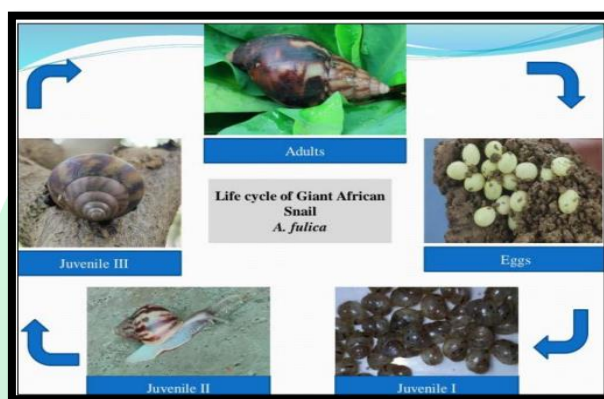 Adults
Life cycle of Giant African
Snail
A. fulica
Juvenile III
Eggs
Juvenile II
Juvenile I